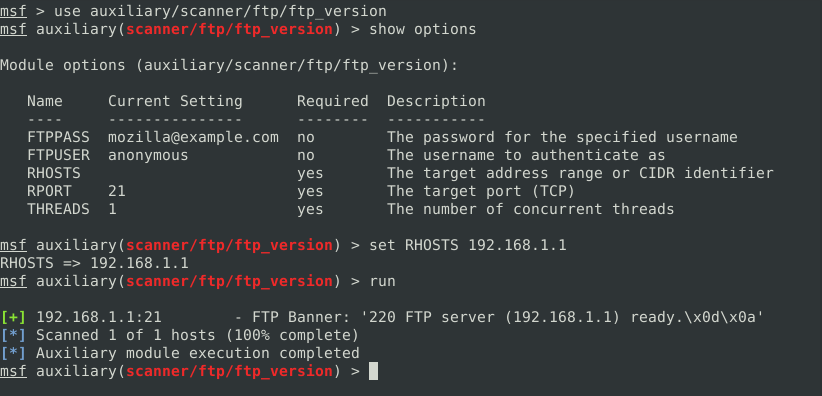 msf > use auxiliary/scanner/ftp/ftp_version
msf auxiliary(scanner/ftp/ftp_version) > show options
Module options (auxiliary/scanner/ftp/ftp_version):
Name Current Setting Required Description
---- --------------- -------- -----------
FTPPASS mozilla@example.com no The password for the specified username
FTPUSER anonymous no The username to authenticate as
RHOSTS yes The target address range or CIDR identifier
RPORT 21 yes The target port (TCP)
THREADS 1 yes The number of concurrent threads
msf auxiliary(scanner/ftp/ftp_version) > set RHOSTS 192.168.1.1
RHOSTS => 192.168.1.1
msf auxiliary(scanner/ftp/ftp_version) > run
[+] 192.168.1.1:21 - FTP Banner: '220 FTP server (192.168.1.1) ready.\x0d\x0a'
[*] Scanned 1 of 1 hosts (100% complete)
[*] Auxiliary module execution completed
msf auxiliary(scanner/ftp/ftp_version) >